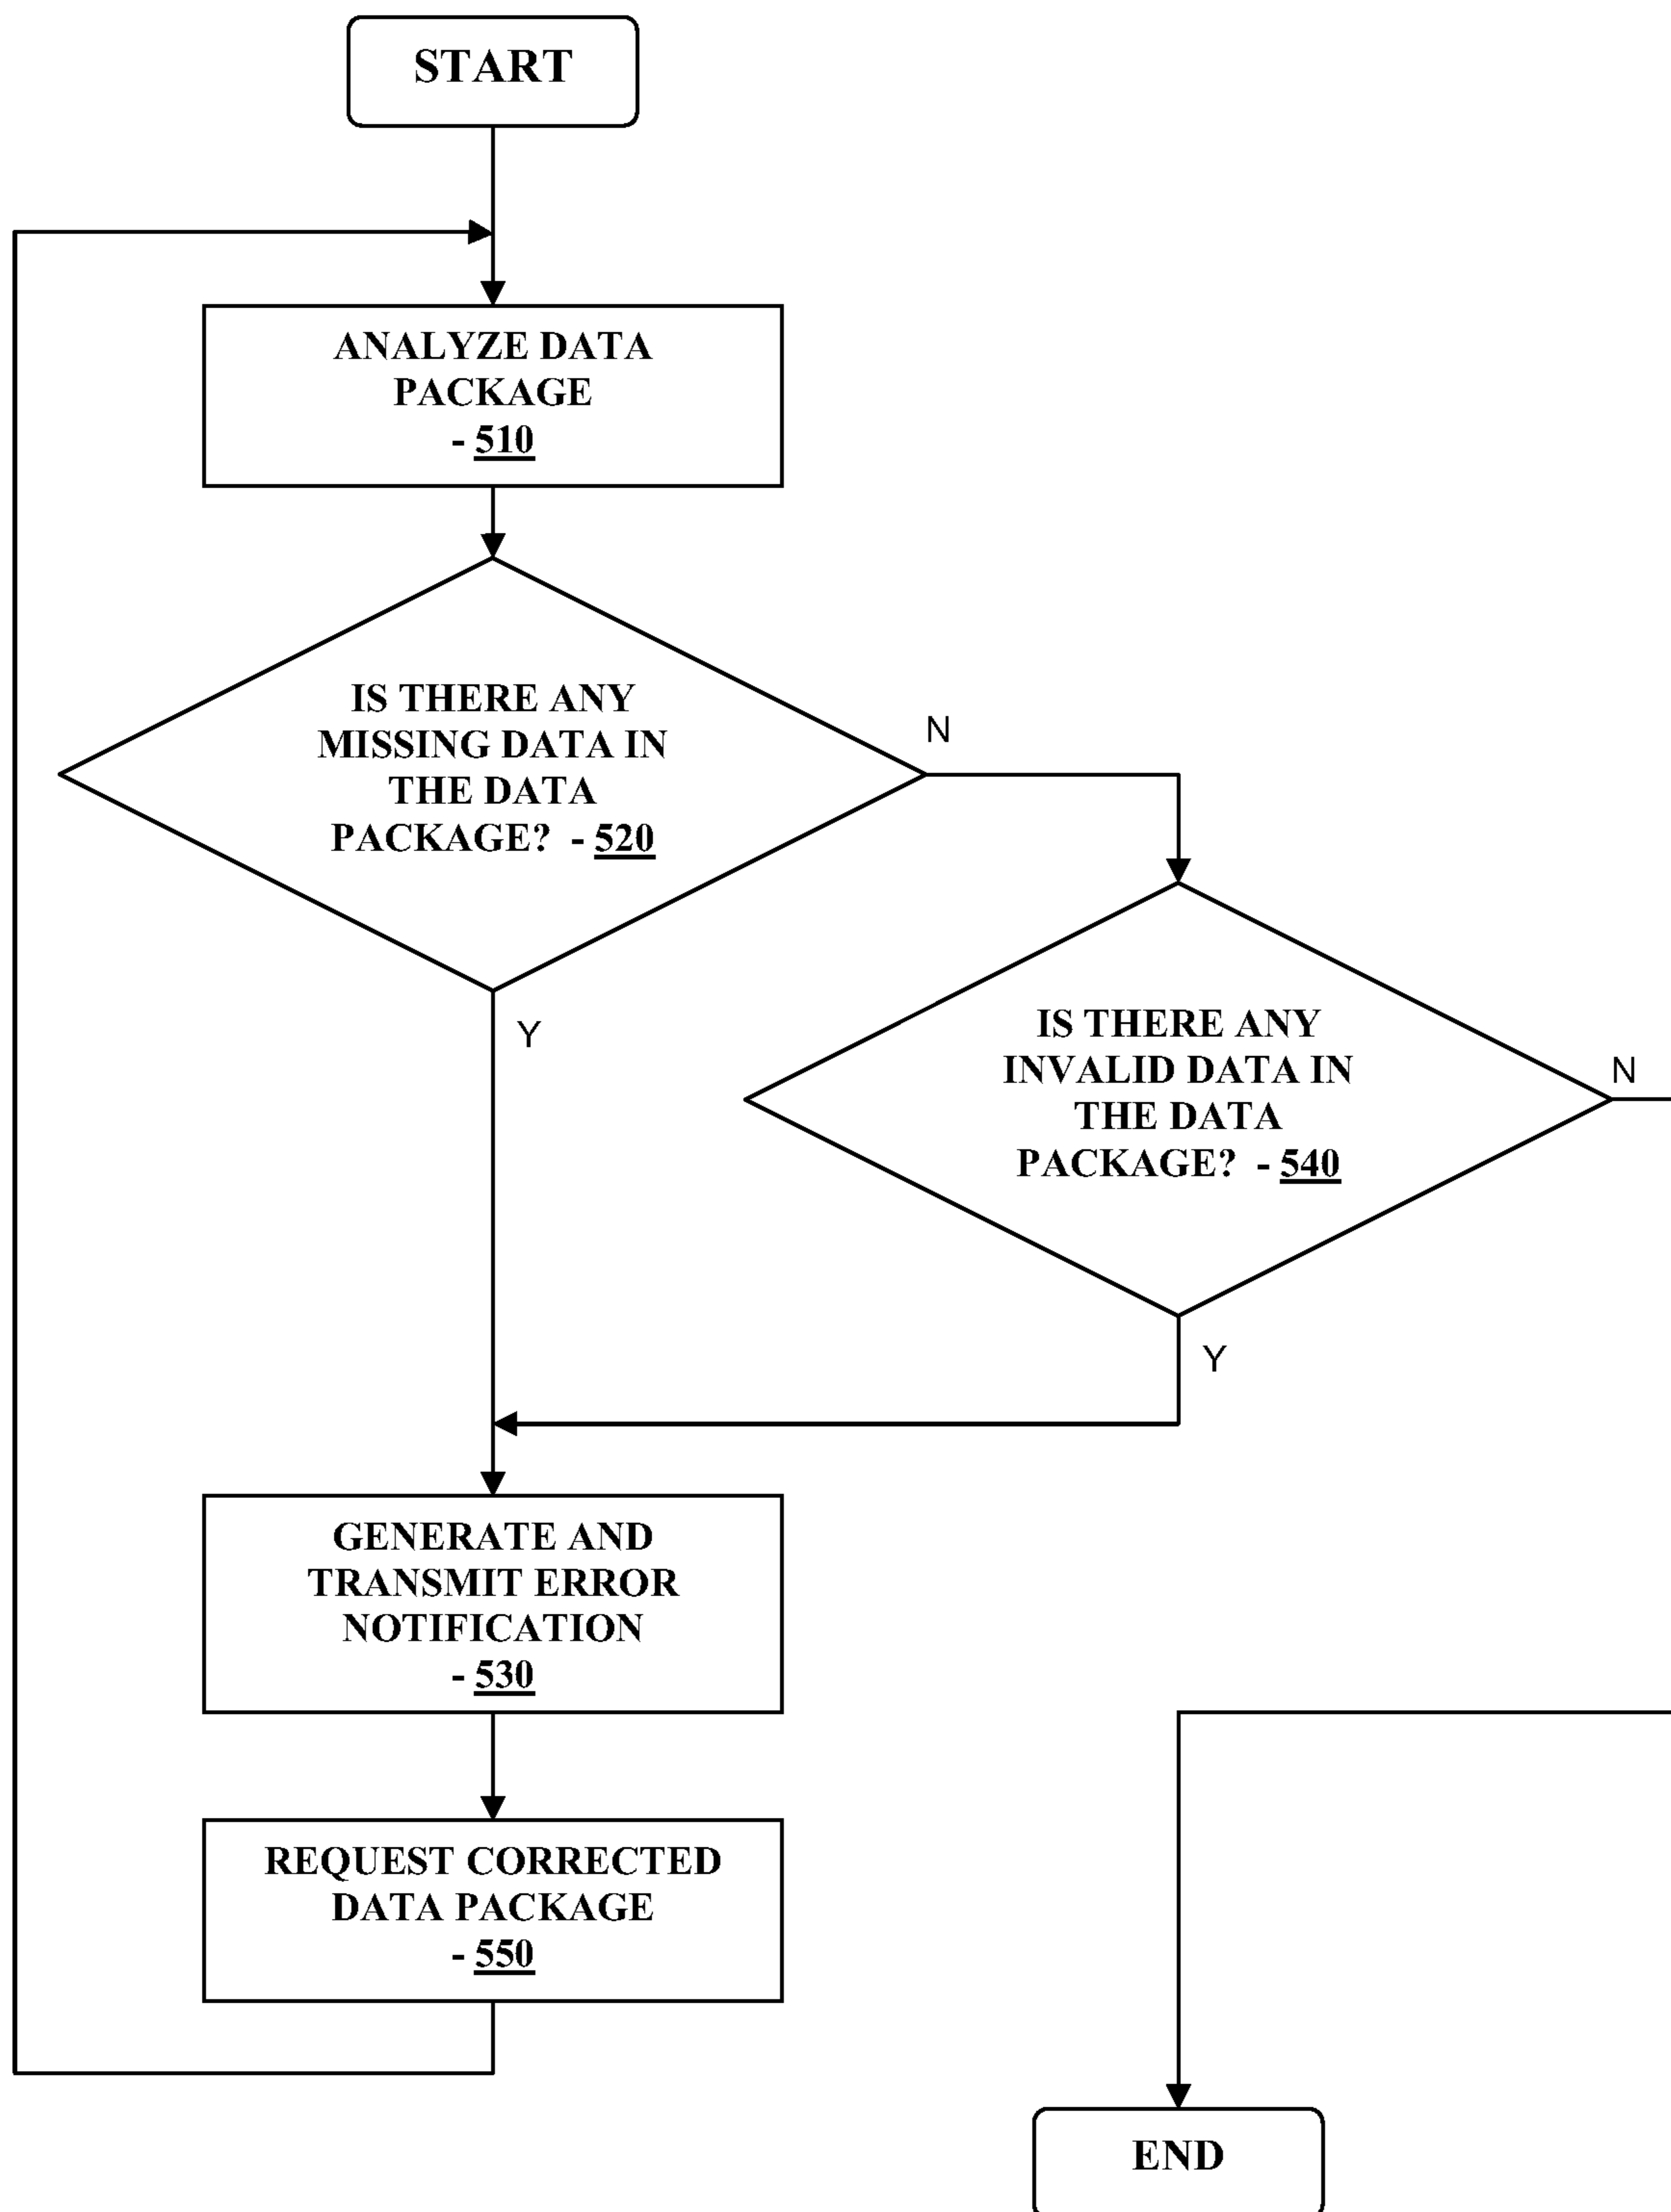 START
ANALYZE DATA
PACKAGE
- 510
IS THERE ANY
MISSING DATA IN
THE DATA
PACKAGE? - 520
N
Y
IS THERE ANY
INVALID DATA IN
THE DATA
PACKAGE? - 540
N
Y
GENERATE AND
TRANSMIT ERROR
NOTIFICATION
- 530
REQUEST CORRECTED
DATA PACKAGE
- 550
END